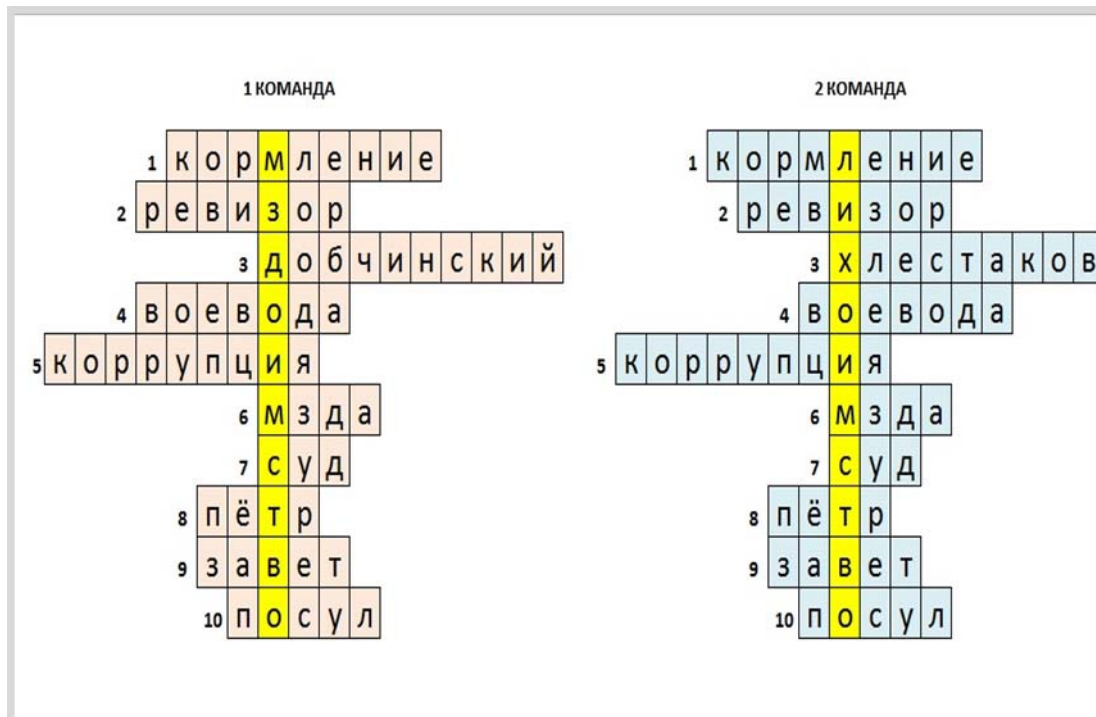 1 КОМАНДА
1 кормление
2 ревизор
3 добчинский
4 воевода
5 коррупция
6 мзда
7 суд
8 пётр
9 завет
10 посул
2 КОМАНДА
1 кормление
2 ревизор
3 хлестаков
4 воевода
5 коррупция
6 мзда
7 суд
8 пётр
9 завет
10 посул